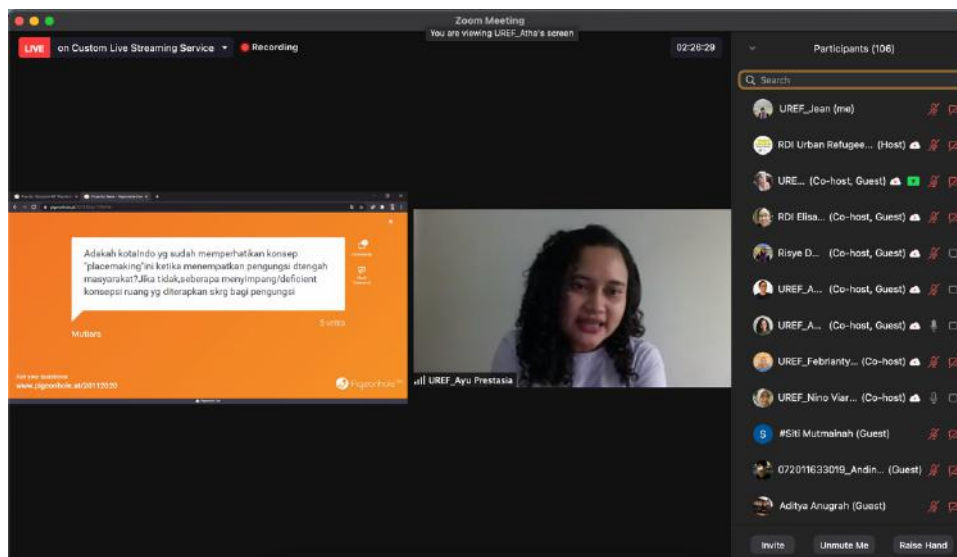 Zoom Meeting
You are viewing UREF_Atha's screen
LIVE on Custom Live Streaming Service Recording
02:26:29
Participants (106)
Search
UREF_Jean (me)
RDI Urban Refugee... (Host)
URE... (Co-host, Guest)
RDI Elisa... (Co-host, Guest)
Risye D... (Co-host, Guest)
UREF_A... (Co-host, Guest)
UREF_A... (Co-host, Guest)
UREF_Febrianty... (Co-host)
UREF_Nino Viar... (Co-host)
S #Siti Mutmainah (Guest)
072011633019_Andin... (Guest)
Aditya Anugrah (Guest)
Invite Unmute Me Raise Hand
Adakah kotaIndo yg sudah memperhatikan konsep
"placemaking"ini ketika menempatkan pengungsi dtengah
masyarakat?Jika tidak,seberapa menyimpang/deficient
konsepsi ruang yg diterapkan skrg bagi pengungsi
5 votes
Mutiara
www.pigeonhole.at/20112020
Pigeonhole
UREF_Ayu Prestasia